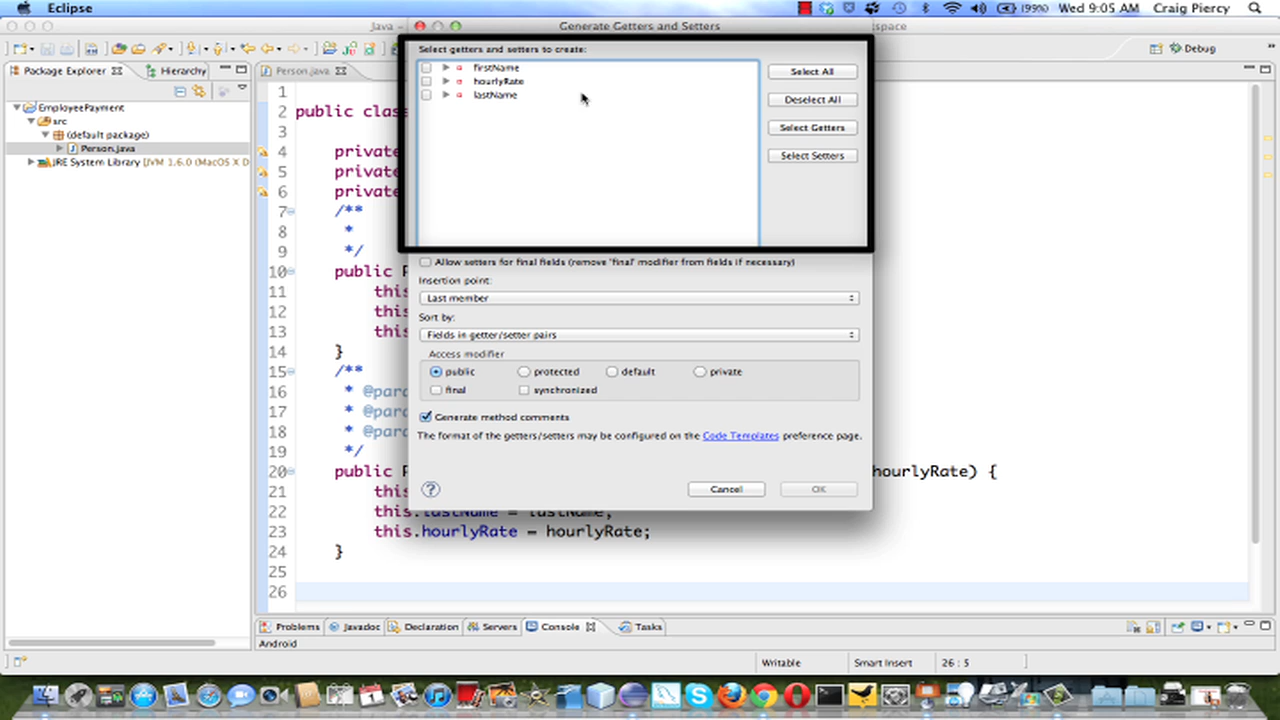 Eclipse
(99%) Wed 9:05 AM Craig Piercy
Java – Generate Getters and Setters space
Debug
Package Explorer Hierarchy
Person.java
EmployeePayment
src
(default package)
Person.java
JRE System Library [JVM 1.6.0 (MacOS X D
Select getters and setters to create:
firstName
hourlyRate
lastName
Select All
Deselect All
Select Getters
Select Setters
Allow setters for final fields (remove 'final' modifier from fields if necessary)
Insertion point:
Last member
Sort by:
Fields in getter/setter pairs
Access modifier
public protected default private
final synchronized
Generate method comments
The format of the getters/setters may be configured on the Code Templates preference page.
? Cancel OK
1
2 public clas
3
4 private
5 private
6 private
7 /**
8 *
9 */
10 public P
11 this
12 this
13 this
14 }
15 /**
16 * @para
17 * @para
18 * @para
19 */
20 public P hourlyRate) {
21 this
22 this.lastName = lastName;
23 this.hourlyRate = hourlyRate;
24 }
25
26
Problems Javadoc Declaration Servers Console Tasks
Android
Writable Smart Insert 26 : 5